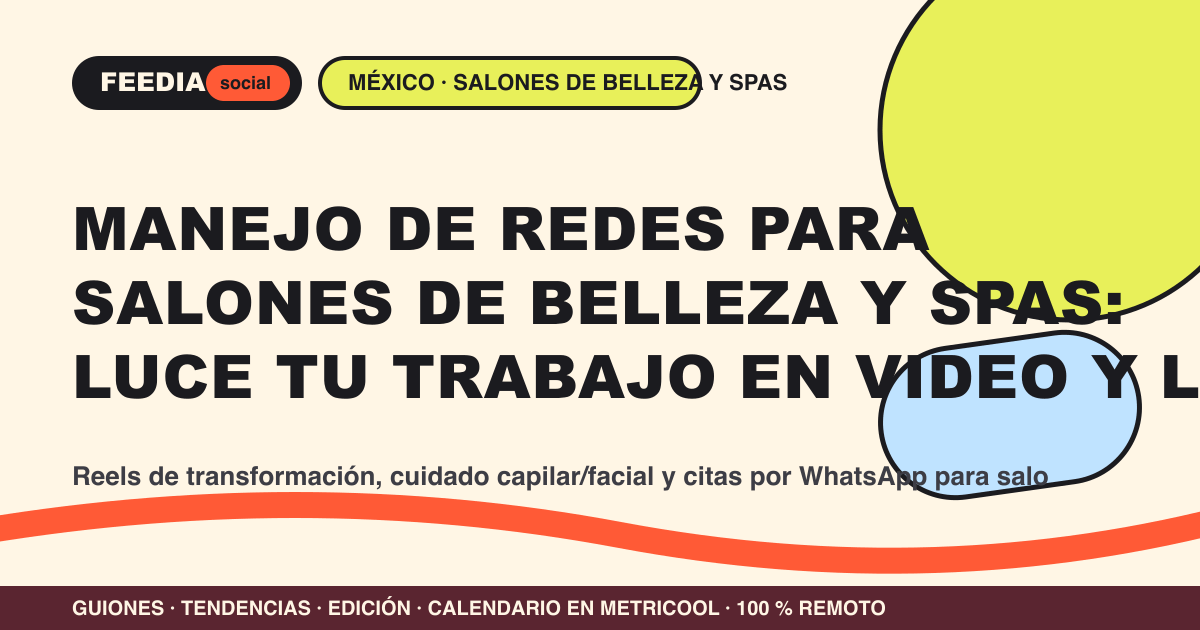 FEEDIA social
MÉXICO · SALONES DE BELLEZA Y SPAS
MANEJO DE REDES PARA
SALONES DE BELLEZA Y SPAS:
LUCE TU TRABAJO EN VIDEO Y L
Reels de transformación, cuidado capilar/facial y citas por WhatsApp para salo
GUIONES · TENDENCIAS · EDICIÓN · CALENDARIO EN METRICOOL · 100 % REMOTO